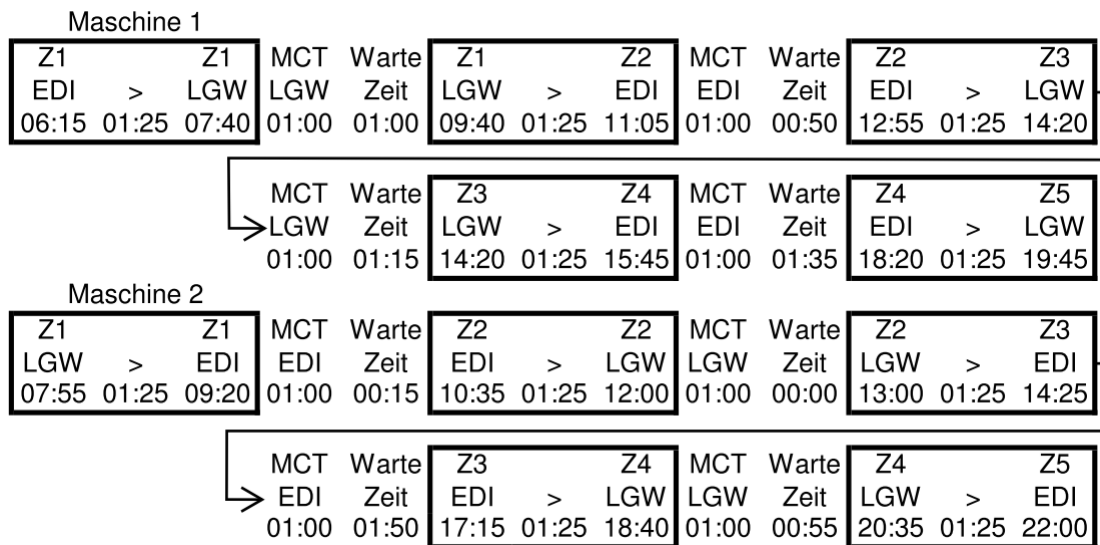 Maschine 1
Z1 Z1 MCT Warte Z1 Z2 MCT Warte Z2 Z3
EDI > LGW LGW Zeit LGW > EDI EDI Zeit EDI > LGW
06:15 01:25 07:40 01:00 01:00 09:40 01:25 11:05 01:00 00:50 12:55 01:25 14:20
MCT Warte Z3 Z4 MCT Warte Z4 Z5
LGW Zeit LGW > EDI EDI Zeit EDI > LGW
01:00 01:15 14:20 01:25 15:45 01:00 01:35 18:20 01:25 19:45
Maschine 2
Z1 Z1 MCT Warte Z2 Z2 MCT Warte Z2 Z3
LGW > EDI EDI Zeit EDI > LGW LGW Zeit LGW > EDI
07:55 01:25 09:20 01:00 00:15 10:35 01:25 12:00 01:00 00:00 13:00 01:25 14:25
MCT Warte Z3 Z4 MCT Warte Z4 Z5
EDI Zeit EDI > LGW LGW Zeit LGW > EDI
01:00 01:50 17:15 01:25 18:40 01:00 00:55 20:35 01:25 22:00